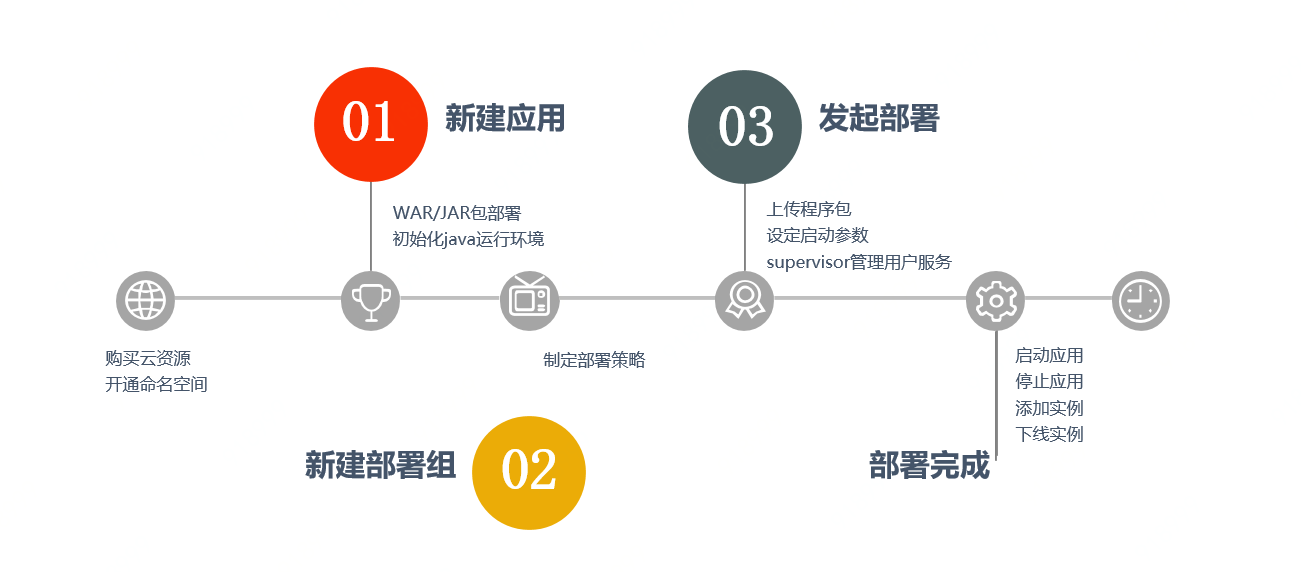 01
新建应用
WAR/JAR包部署
初始化java运行环境
03
发起部署
上传程序包
设定启动参数
supervisor管理用户服务
购买云资源
开通命名空间
制定部署策略
新建部署组
02
启动应用
停止应用
添加实例
下线实例
部署完成